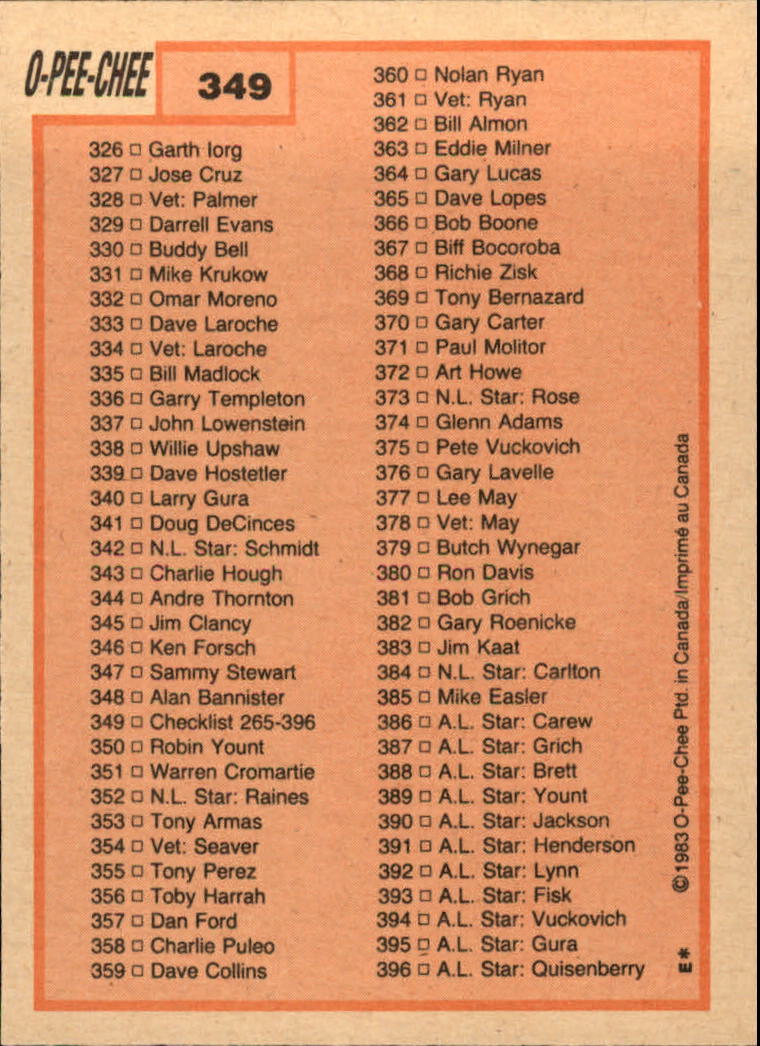 O-PEE-CHEE
349
326 □ Garth Iorg
327 □ Jose Cruz
328 □ Vet: Palmer
329 □ Darrell Evans
330 □ Buddy Bell
331 □ Mike Krukow
332 □ Omar Moreno
333 □ Dave Laroche
334 □ Vet: Laroche
335 □ Bill Madlock
336 □ Garry Templeton
337 □ John Lowenstein
338 □ Willie Upshaw
339 □ Dave Hostetler
340 □ Larry Gura
341 □ Doug DeCinces
342 □ N.L. Star: Schmidt
343 □ Charlie Hough
344 □ Andre Thornton
345 □ Jim Clancy
346 □ Ken Forsch
347 □ Sammy Stewart
348 □ Alan Bannister
349 □ Checklist 265-396
350 □ Robin Yount
351 □ Warren Cromartie
352 □ N.L. Star: Raines
353 □ Tony Armas
354 □ Vet: Seaver
355 □ Tony Perez
356 □ Toby Harrah
357 □ Dan Ford
358 □ Charlie Puleo
359 □ Dave Collins
360 □ Nolan Ryan
361 □ Vet: Ryan
362 □ Bill Almon
363 □ Eddie Milner
364 □ Gary Lucas
365 □ Dave Lopes
366 □ Bob Boone
367 □ Biff Bocoroba
368 □ Richie Zisk
369 □ Tony Bernazard
370 □ Gary Carter
371 □ Paul Molitor
372 □ Art Howe
373 □ N.L. Star: Rose
374 □ Glenn Adams
375 □ Pete Vuckovich
376 □ Gary Lavelle
377 □ Lee May
378 □ Vet: May
379 □ Butch Wynegar
380 □ Ron Davis
381 □ Bob Grich
382 □ Gary Roenicke
383 □ Jim Kaat
384 □ N.L. Star: Carlton
385 □ Mike Easler
386 □ A.L. Star: Carew
387 □ A.L. Star: Grich
388 □ A.L. Star: Brett
389 □ A.L. Star: Yount
390 □ A.L. Star: Jackson
391 □ A.L. Star: Henderson
392 □ A.L. Star: Lynn
393 □ A.L. Star: Fisk
394 □ A.L. Star: Vuckovich
395 □ A.L. Star: Gura
396 □ A.L. Star: Quisenberry
E* ©1983 O-Pee-Chee Ptd. in Canada/Imprimé au Canada